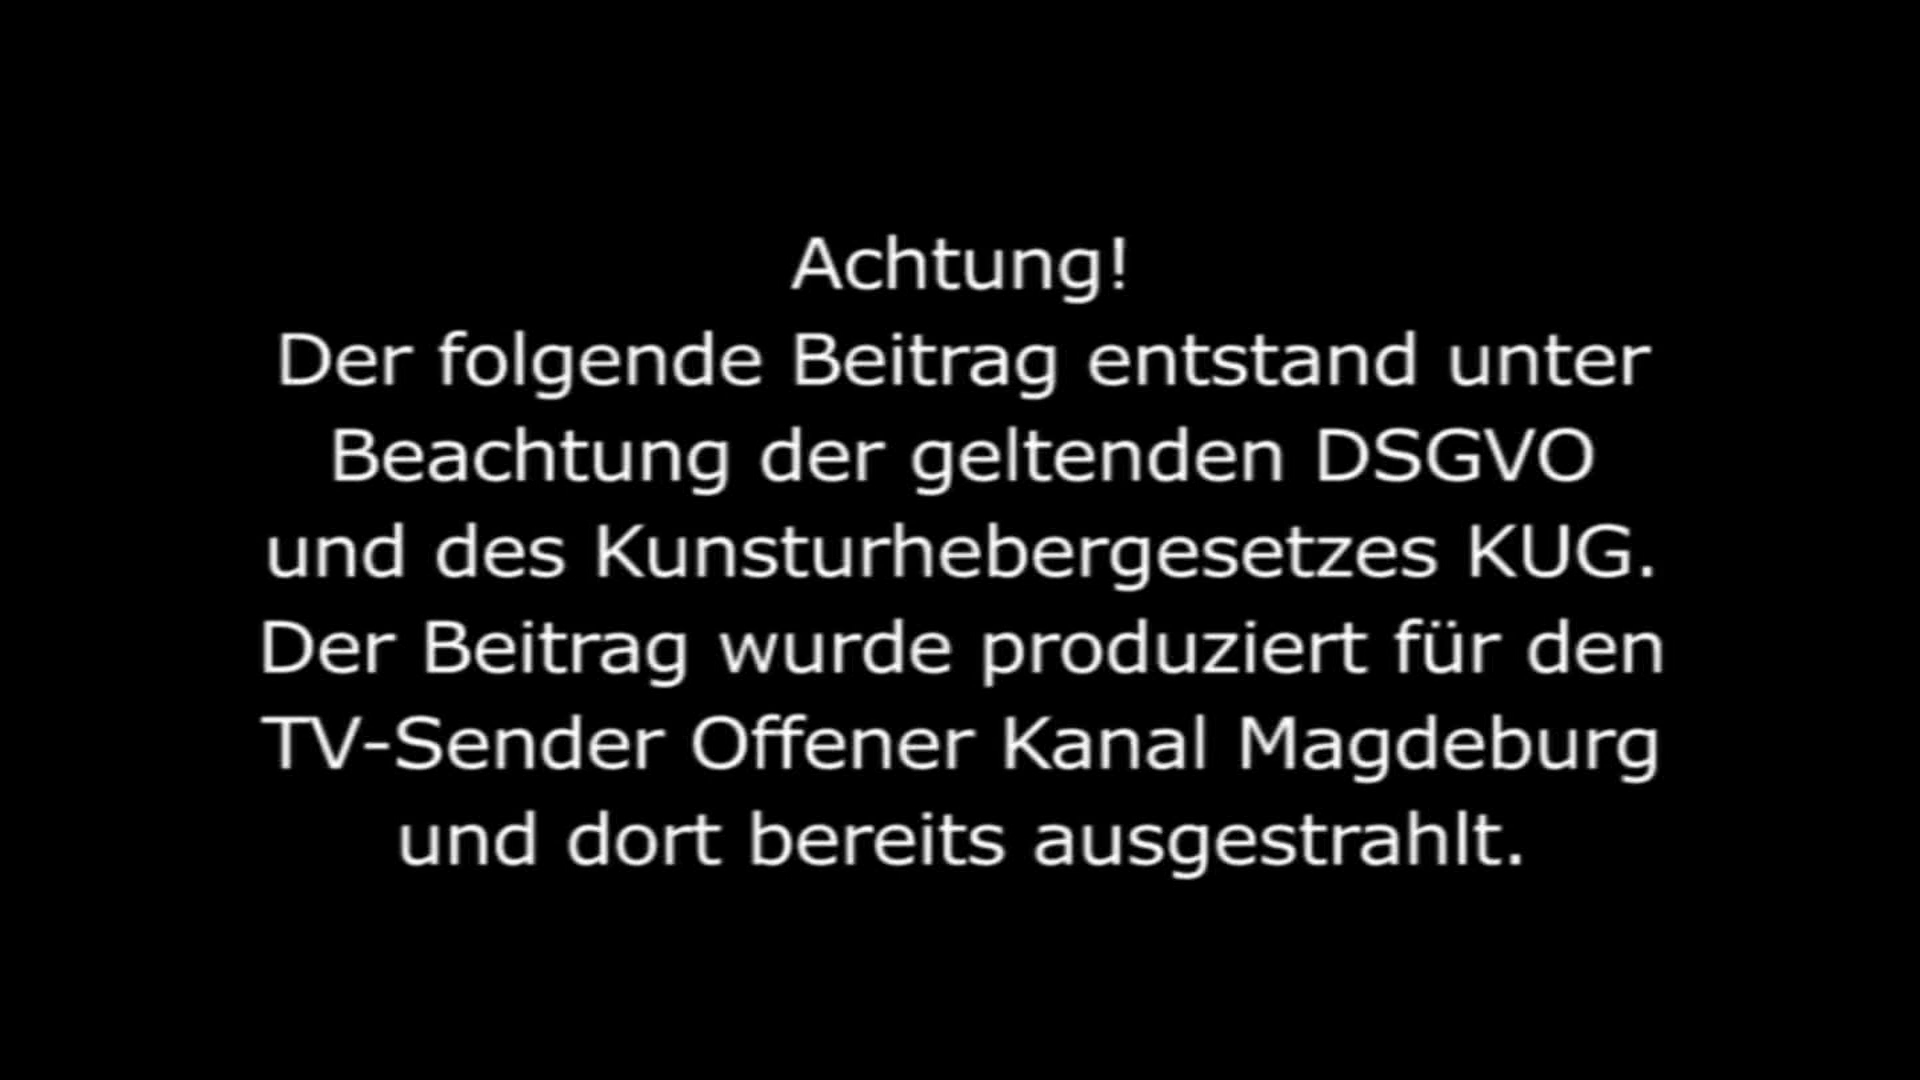 Achtung!
Der folgende Beitrag entstand unter
Beachtung der geltenden DSGVO
und des Kunsturhebergesetzes KUG.
Der Beitrag wurde produziert für den
TV-Sender Offener Kanal Magdeburg
und dort bereits ausgestrahlt.